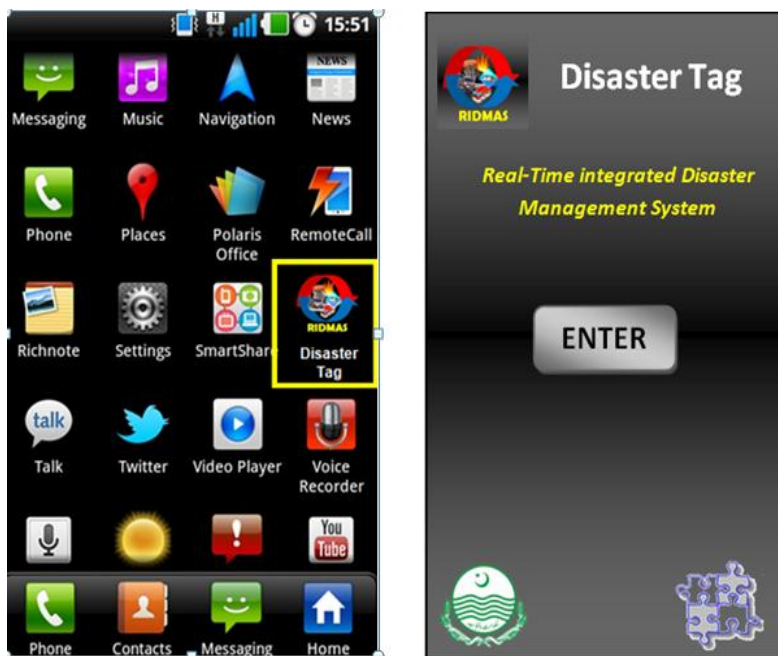 H
15:51
Messaging
Music
Navigation
NEWS
News
Phone
Places
Polaris
Office
RemoteCall
Richnote
Settings
SmartShare
RIDMAS
Disaster
Tag
talk
Talk
Twitter
Video Player
Voice
Recorder
You
Tube
Phone
Contacts
Messaging
Home
RIDMAS
Disaster Tag
Real-Time integrated Disaster
Management System
ENTER